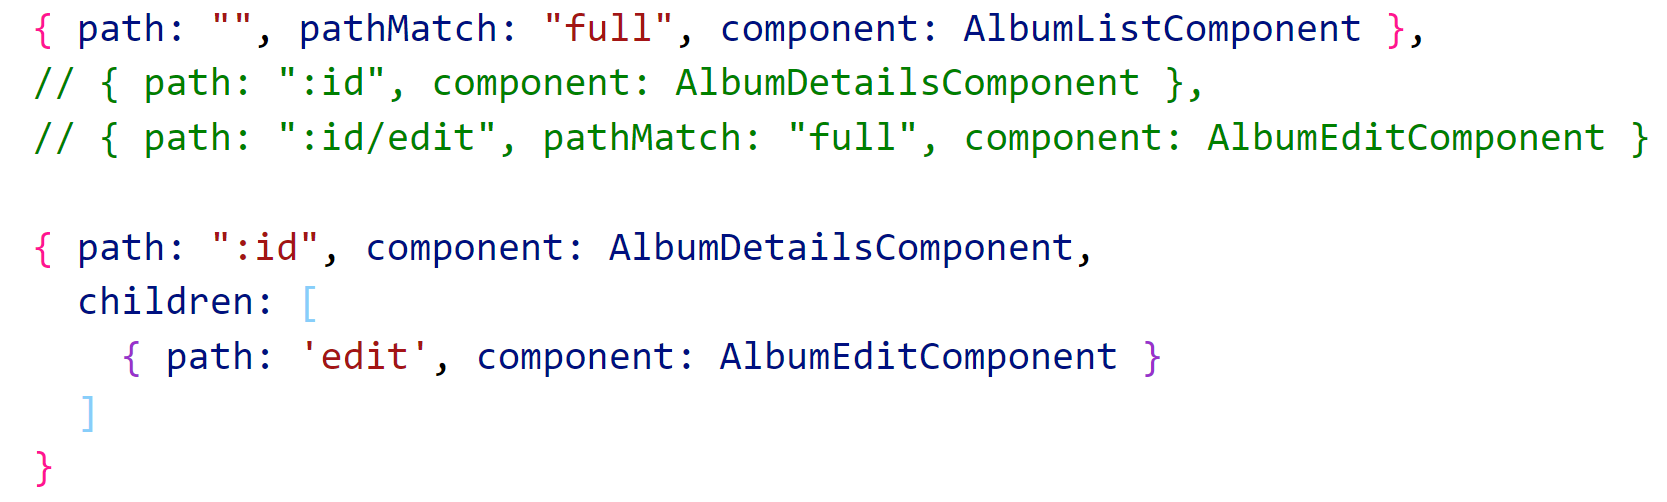 { path: "", pathMatch: "full", component: AlbumListComponent },
// { path: ":id", component: AlbumDetailsComponent },
// { path: ":id/edit", pathMatch: "full", component: AlbumEditComponent }
{ path: ":id", component: AlbumDetailsComponent,
children: [
{ path: 'edit', component: AlbumEditComponent }
]
}